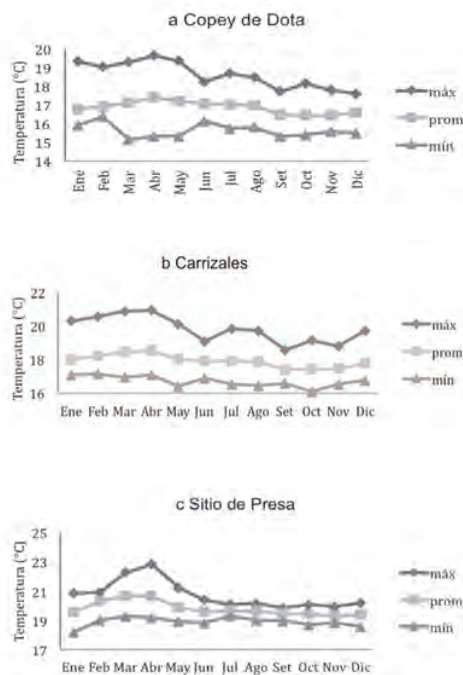 a Copey de Dota
Temperatura (°C)
20
19
18
17
16
15
14
Ene Feb Mar Abr May Jun Jul Ago Set Oct Nov Dic
máx
prom
mín
b Carrizales
Temperatura (°C)
22
20
18
16
Ene Feb Mar Abr May Jun Jul Ago Set Oct Nov Dic
máx
prom
mín
c Sitio de Presa
Temperatura (°C)
25
23
21
19
17
Ene Feb Mar Abr May Jun Jul Ago Set Oct Nov Dic
máx
prom
mín